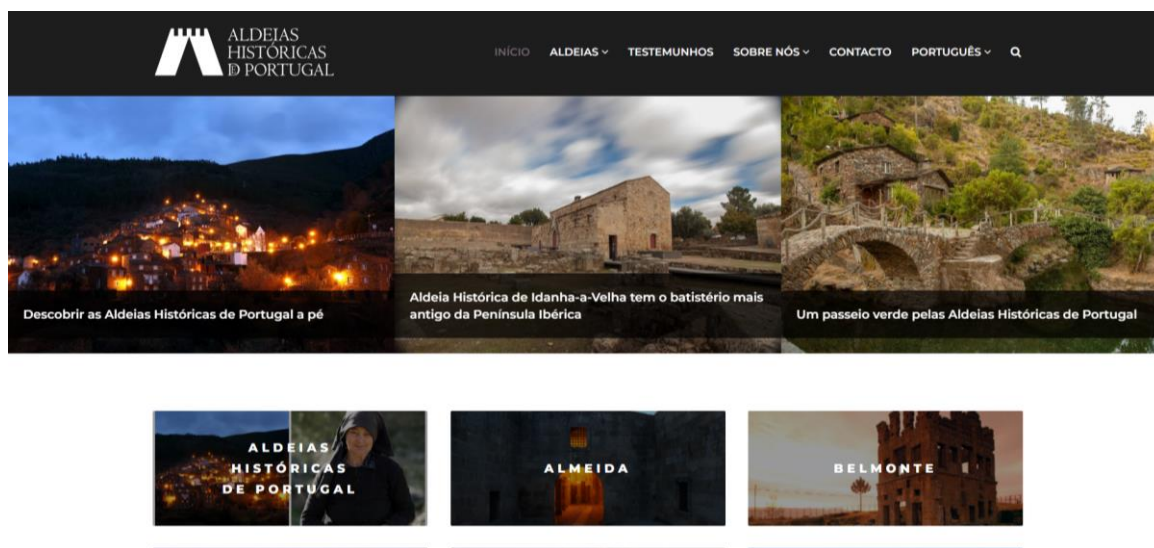 ALDEIAS
HISTÓRICAS
DE PORTUGAL
INÍCIO ALDEIAS TESTEMUNHOS SOBRE NÓS CONTACTO PORTUGUÊS
Descobrir as Aldeias Históricas de Portugal a pé
Aldeia Histórica de Idanha-a-Velha tem o batistério mais
antigo da Península Ibérica
Um passeio verde pelas Aldeias Históricas de Portugal
ALDEIAS
HISTÓRICAS
DE PORTUGAL
ALMEIDA
BELMONTE